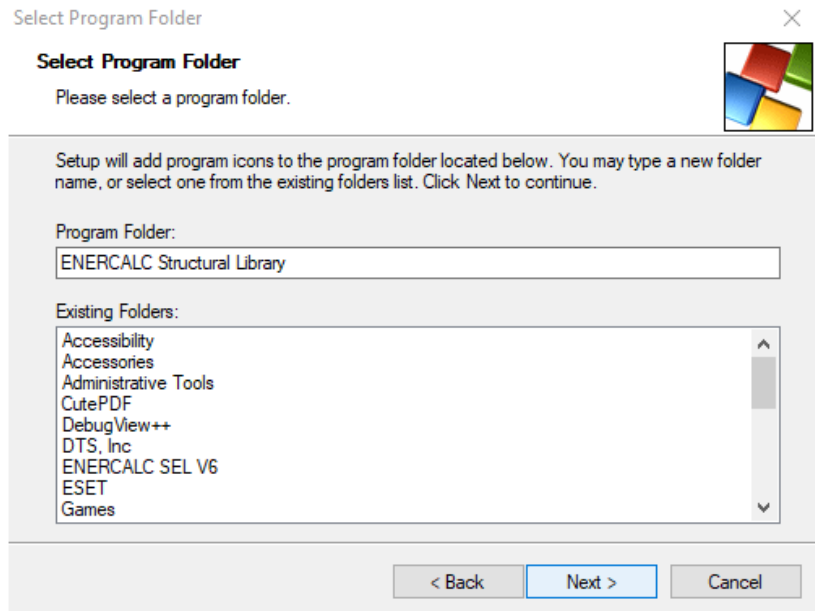 Select Program Folder
Select Program Folder
Please select a program folder.
Setup will add program icons to the program folder located below. You may type a new folder
name, or select one from the existing folders list. Click Next to continue.
Program Folder:
ENERCALC Structural Library
Existing Folders:
Accessibility
Accessories
Administrative Tools
CutePDF
DebugView++
DTS, Inc
ENERCALC SEL V6
ESET
Games
< Back
Next >
Cancel